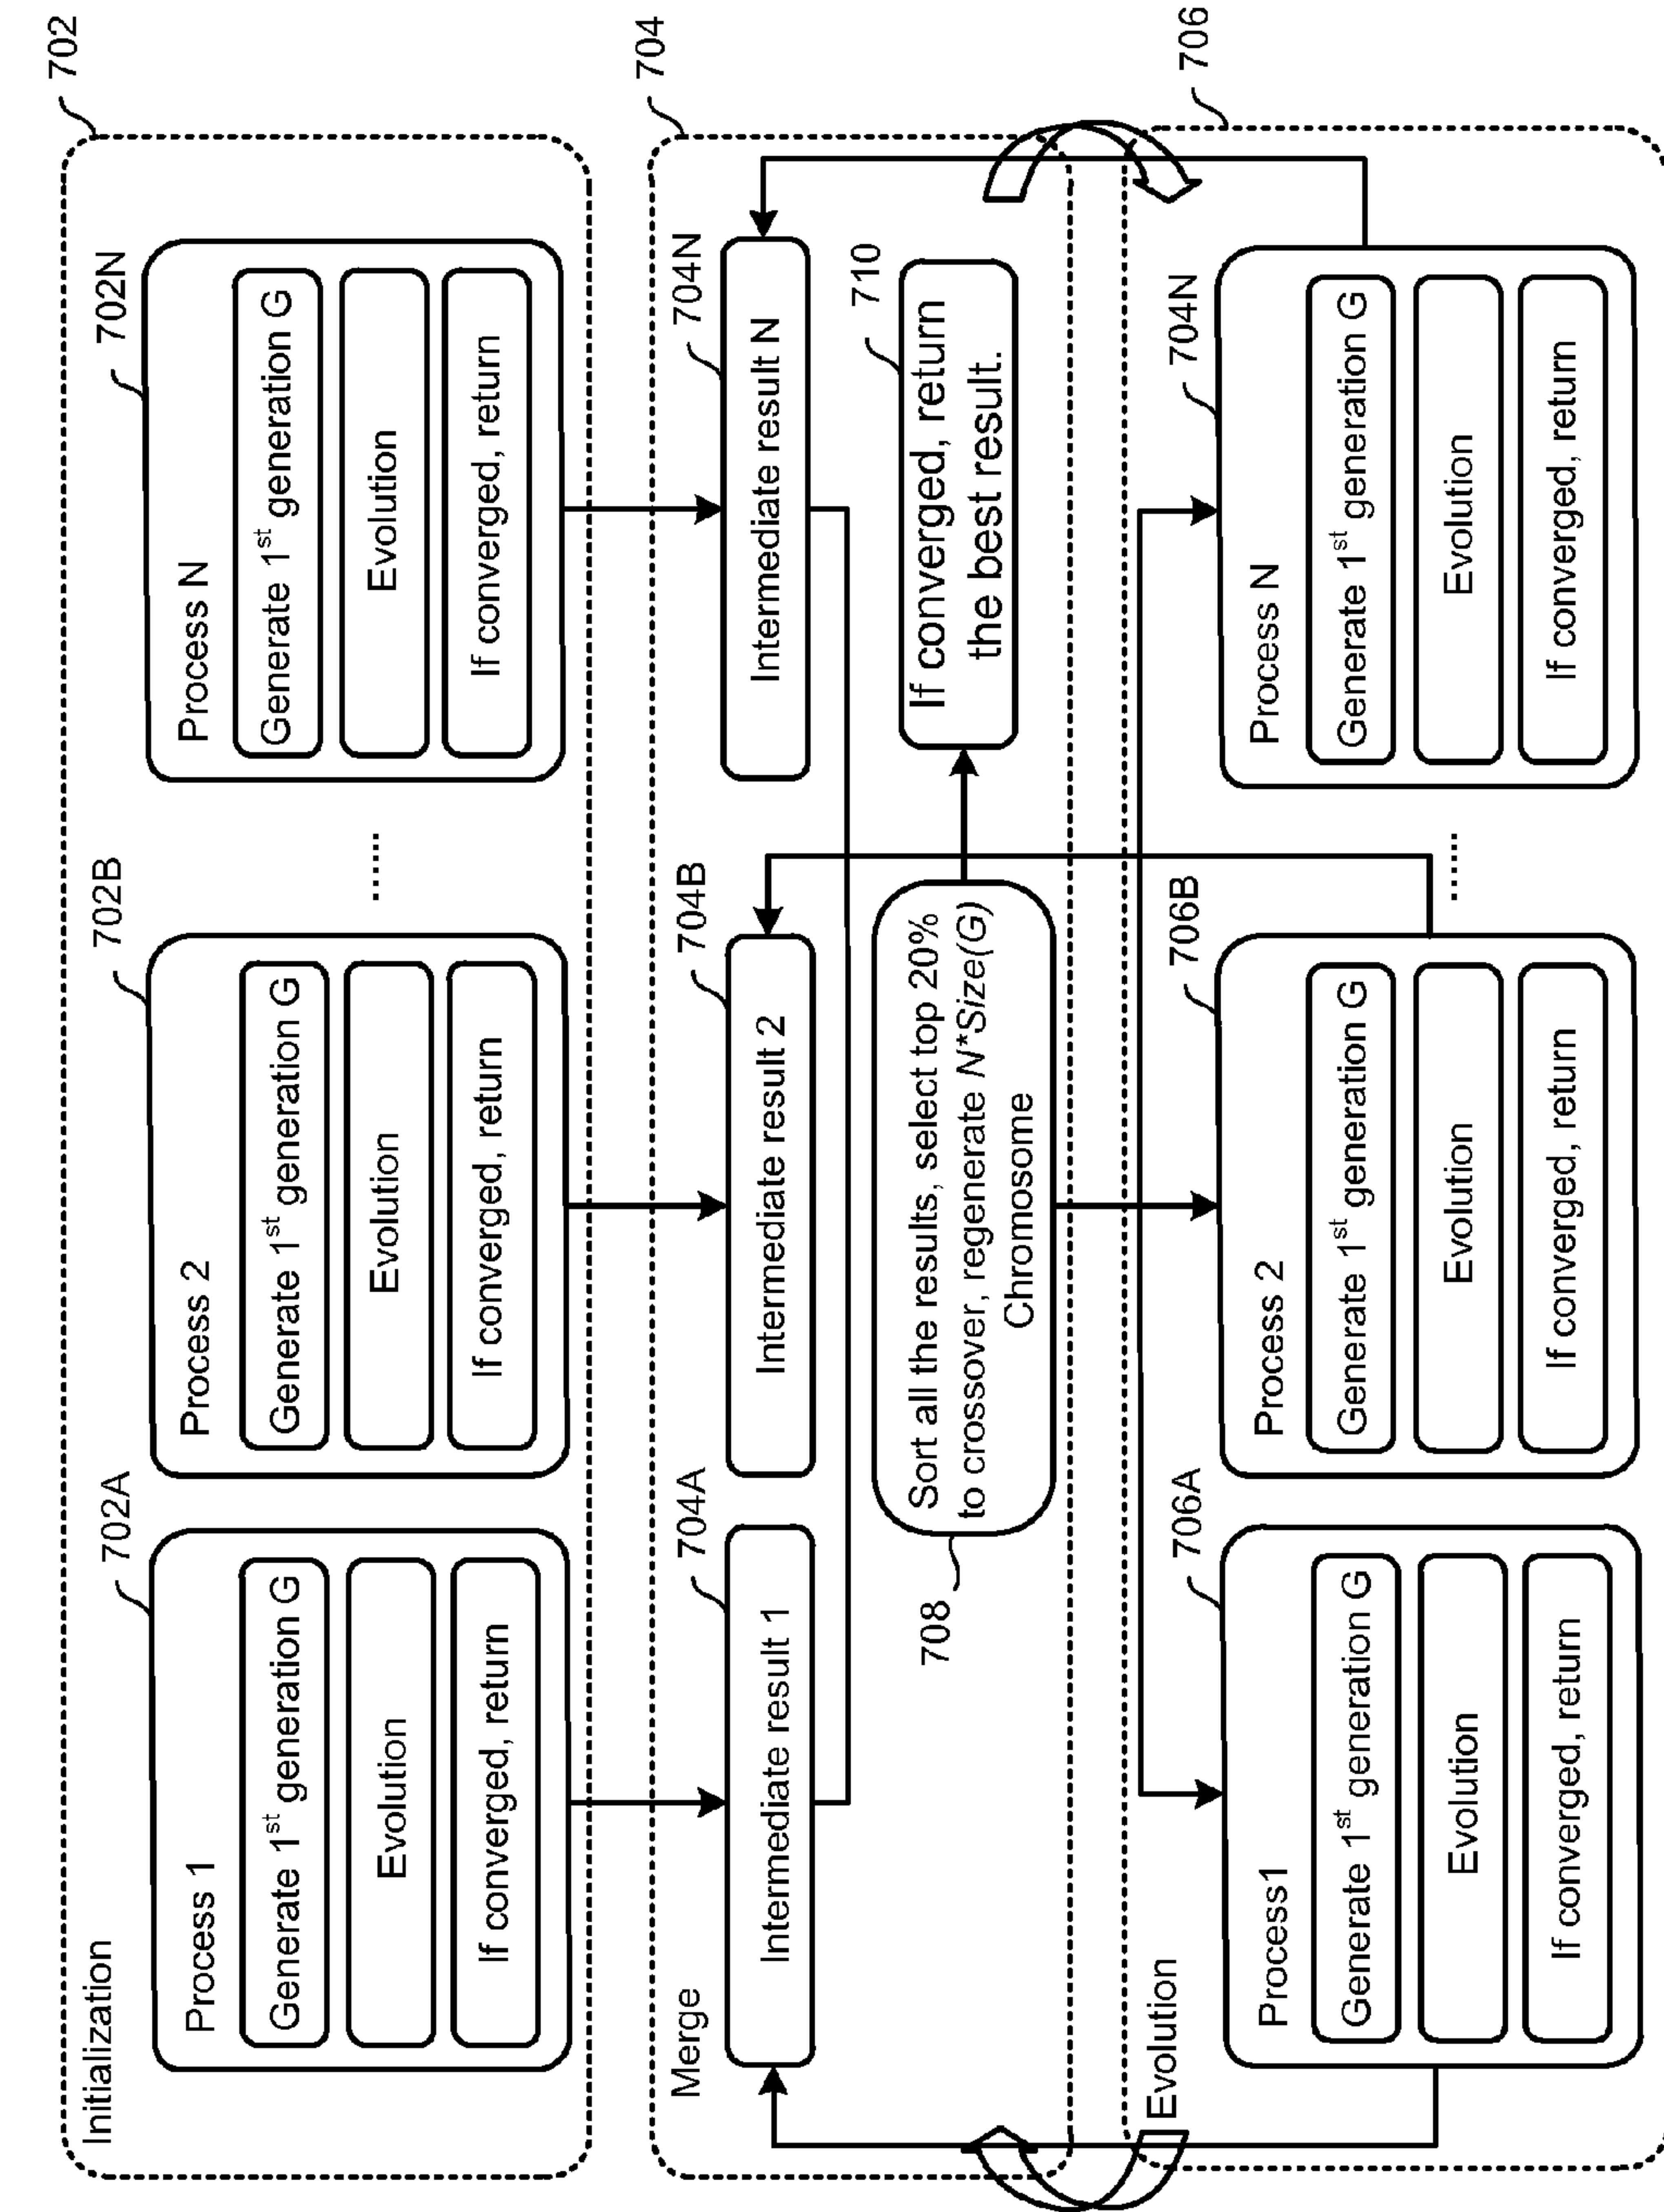 702
Initialization
702A
702B
702N
Process 1
Generate 1st generation G
Evolution
If converged, return
Process 2
Generate 1st generation G
Evolution
If converged, return
......
Process N
Generate 1st generation G
Evolution
If converged, return
704
Merge
704A
704B
704N
Intermediate result 1
Intermediate result 2
Intermediate result N
708
Sort all the results, select top 20%
to crossover, regenerate N*Size(G)
Chromosome
710
If converged, return
the best result.
706
Evolution
706A
706B
704N
Process1
Generate 1st generation G
Evolution
If converged, return
Process 2
Generate 1st generation G
Evolution
If converged, return
......
Process N
Generate 1st generation G
Evolution
If converged, return